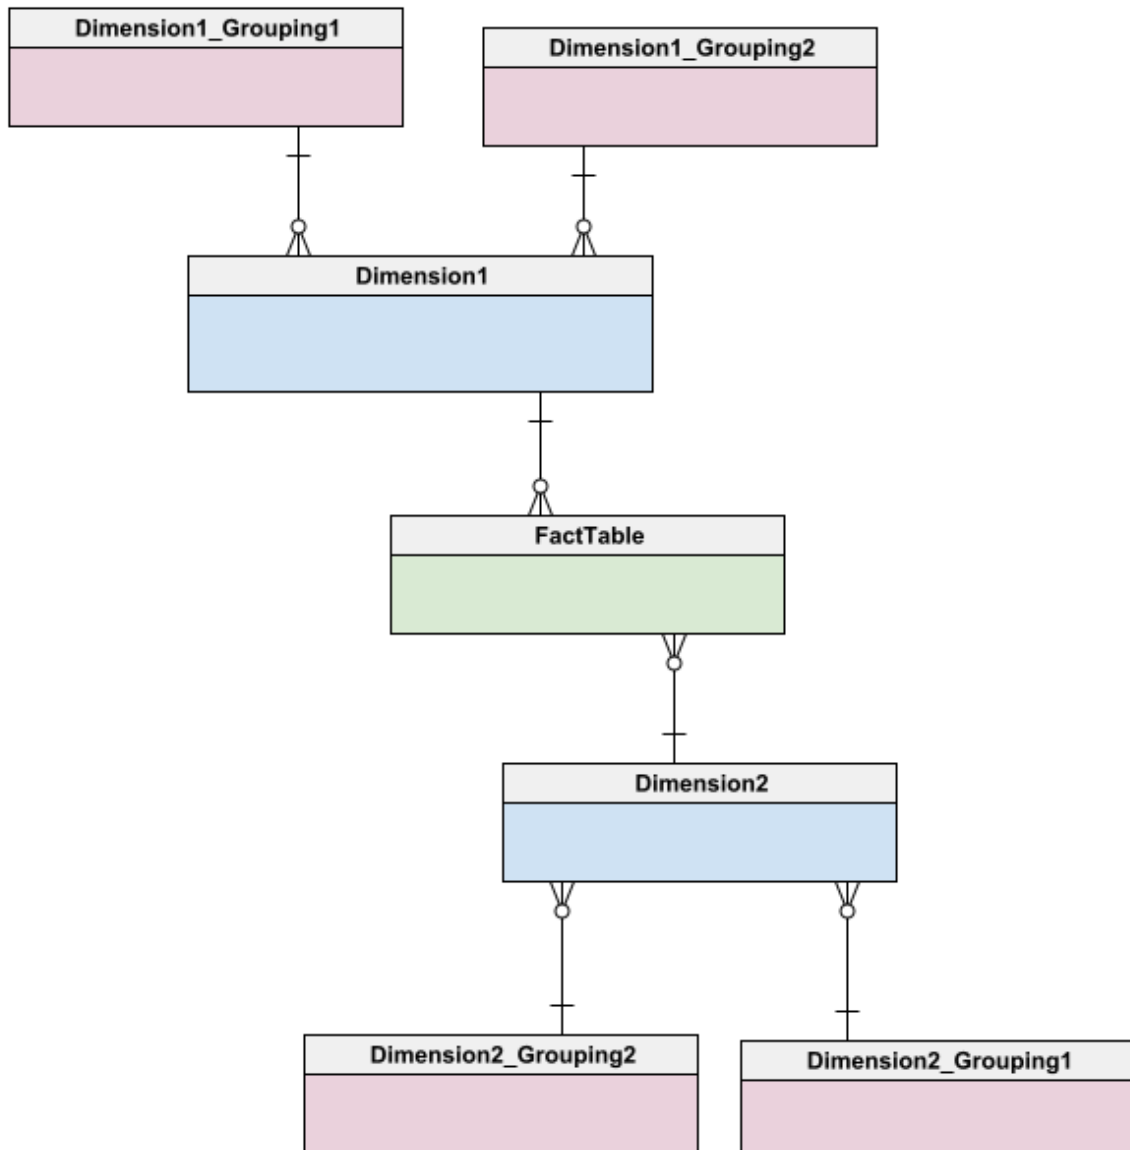 Dimension1_Grouping1
Dimension1_Grouping2
Dimension1
FactTable
Dimension2
Dimension2_Grouping2
Dimension2_Grouping1